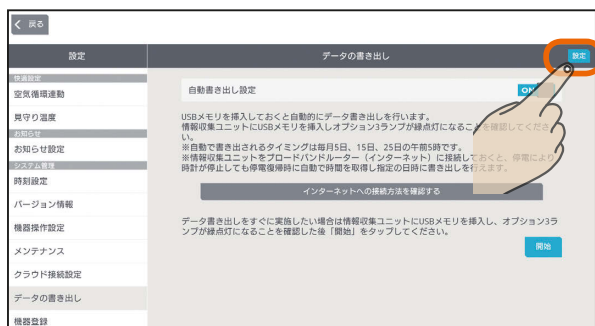 戻る
設定
データの書き出し
設定
快適設定
空気循環連動
見守り温度
お知らせ
お知らせ設定
システム管理
時刻設定
バージョン情報
機器操作設定
メンテナンス
クラウド接続設定
データの書き出し
機器登録
自動書き出し設定
ON
USBメモリを挿入しておくと自動的にデータ書き出しを行います。
情報収集ユニットにUSBメモリを挿入しオプション3ランプが緑点灯になることを確認してくださ
い。
※自動で書き出されるタイミングは毎月5日、15日、25日の午前5時です。
※情報収集ユニットをブロードバンドルーター（インターネット）に接続しておくと、停電により
時計が停止しても停電復帰時に自動で時間を取得し指定の日時に書き出しを行えます。
インターネットへの接続方法を確認する
データ書き出しをすぐに実施したい場合は情報収集ユニットにUSBメモリを挿入し、オプション3ラ
ンプが緑点灯になることを確認した後「開始」をタップしてください。
開始